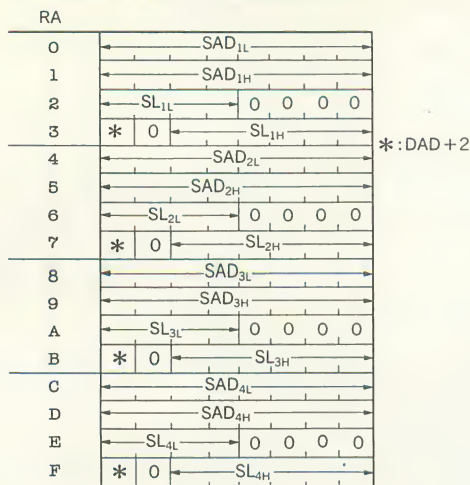 RA
0 SAD1L
1 SAD1H
2 SL1L 0 0 0 0
3 * 0 SL1H
*:DAD+2
4 SAD2L
5 SAD2H
6 SL2L 0 0 0 0
7 * 0 SL2H
8 SAD3L
9 SAD3H
A SL3L 0 0 0 0
B * 0 SL3H
C SAD4L
D SAD4H
E SL4L 0 0 0 0
F * 0 SL4H